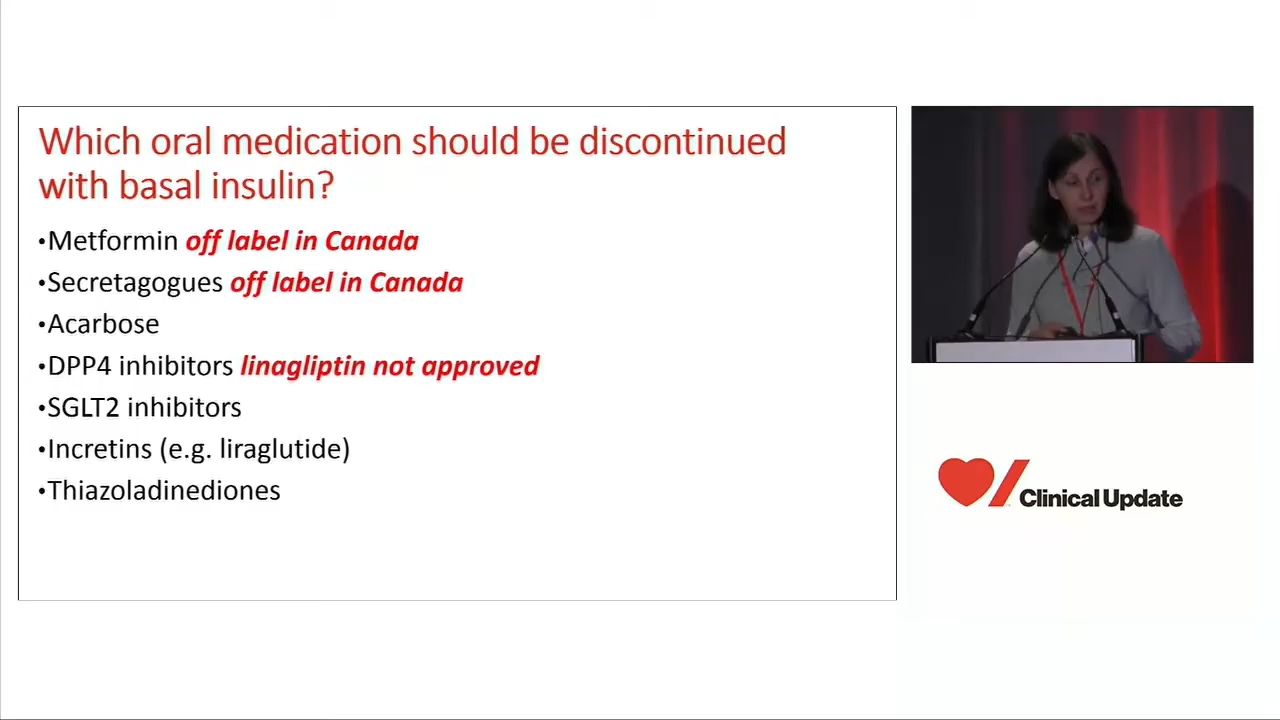 Which oral medication should be discontinued
with basal insulin?
•Metformin off label in Canada
•Secretagogues off label in Canada
•Acarbose
•DPP4 inhibitors linagliptin not approved
•SGLT2 inhibitors
•Incretins (e.g. liraglutide)
•Thiazoladinediones
Clinical Update